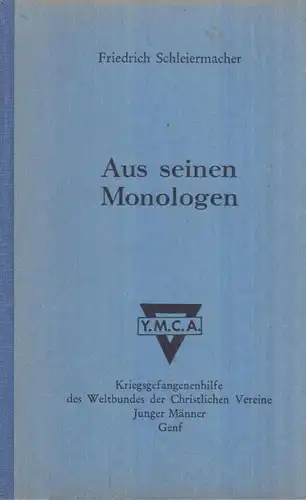 Friedrich Schleiermacher
Aus seinen
Monologen
Y.M.C.A.
Kriegsgefangenenhilfe
des Weltbundes der Christlichen Vereine
Junger Männer
Genf